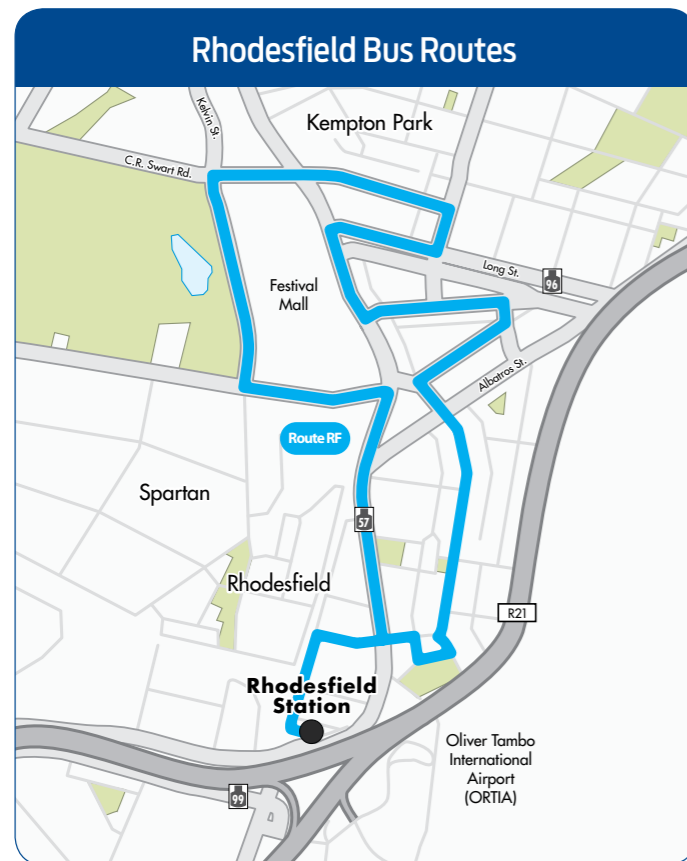 Rhodesfield Bus Routes
Kelvin St.
Kempton Park
C.R. Swart Rd.
Long St.
96
Festival
Mall
Albatros St.
Route RF
Spartan
57
Rhodesfield
R21
Rhodesfield
Station
Oliver Tambo
International
Airport
(ORTIA)
99